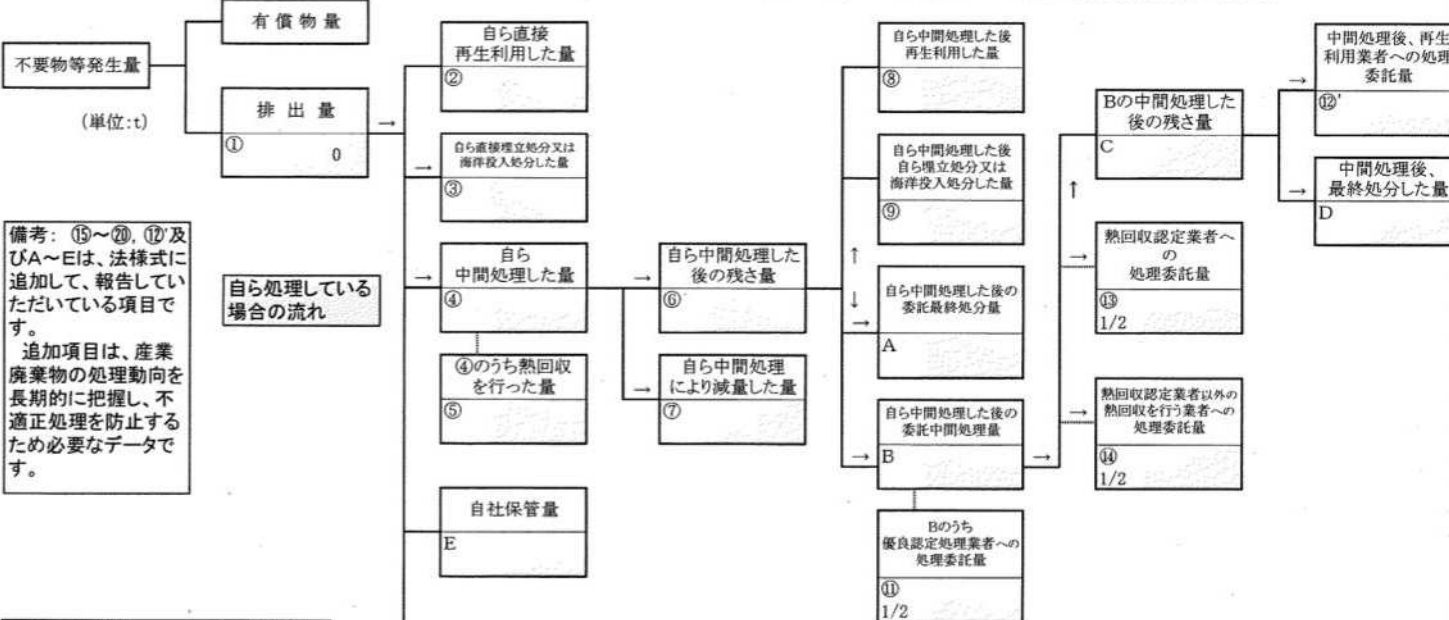 不要物等発生量
(単位:t)
有償物量
排出量
①
0
→
備考: ⑮~⑳, ⑫'及
びA~Eは、法様式に
追加して、報告してい
ただいている項目で
す。
追加項目は、産業
廃棄物の処理動向を
長期的に把握し、不
適正処理を防止する
ため必要なデータで
す。
自ら処理している
場合の流れ
自ら直接
再生利用した量
②
→
自ら直接埋立処分又は
海洋投入処分した量
③
→
自ら
中間処理した量
④
④のうち熱回収
を行った量
⑤
自社保管量
E
→
自ら中間処理した
後の残さ量
⑥
→
自ら中間処理
により減量した量
⑦
自ら中間処理した後
再生利用した量
⑧
自ら中間処理した後
自ら埋立処分又は
海洋投入処分した量
⑨
↑
↓
→
自ら中間処理した後の
委託最終処分量
A
→
自ら中間処理した後の
委託中間処理量
B
Bのうち
優良認定処理業者への
処理委託量
⑪
1/2
→
↑
Bの中間処理した
後の残さ量
C
→
熱回収認定業者へ
の
処理委託量
⑬
1/2
→
熱回収認定業者以外の
熱回収を行う業者への
処理委託量
⑭
1/2
→
中間処理後、再生
利用業者への処理
委託量
⑫'
→
中間処理後、
最終処分した量
D